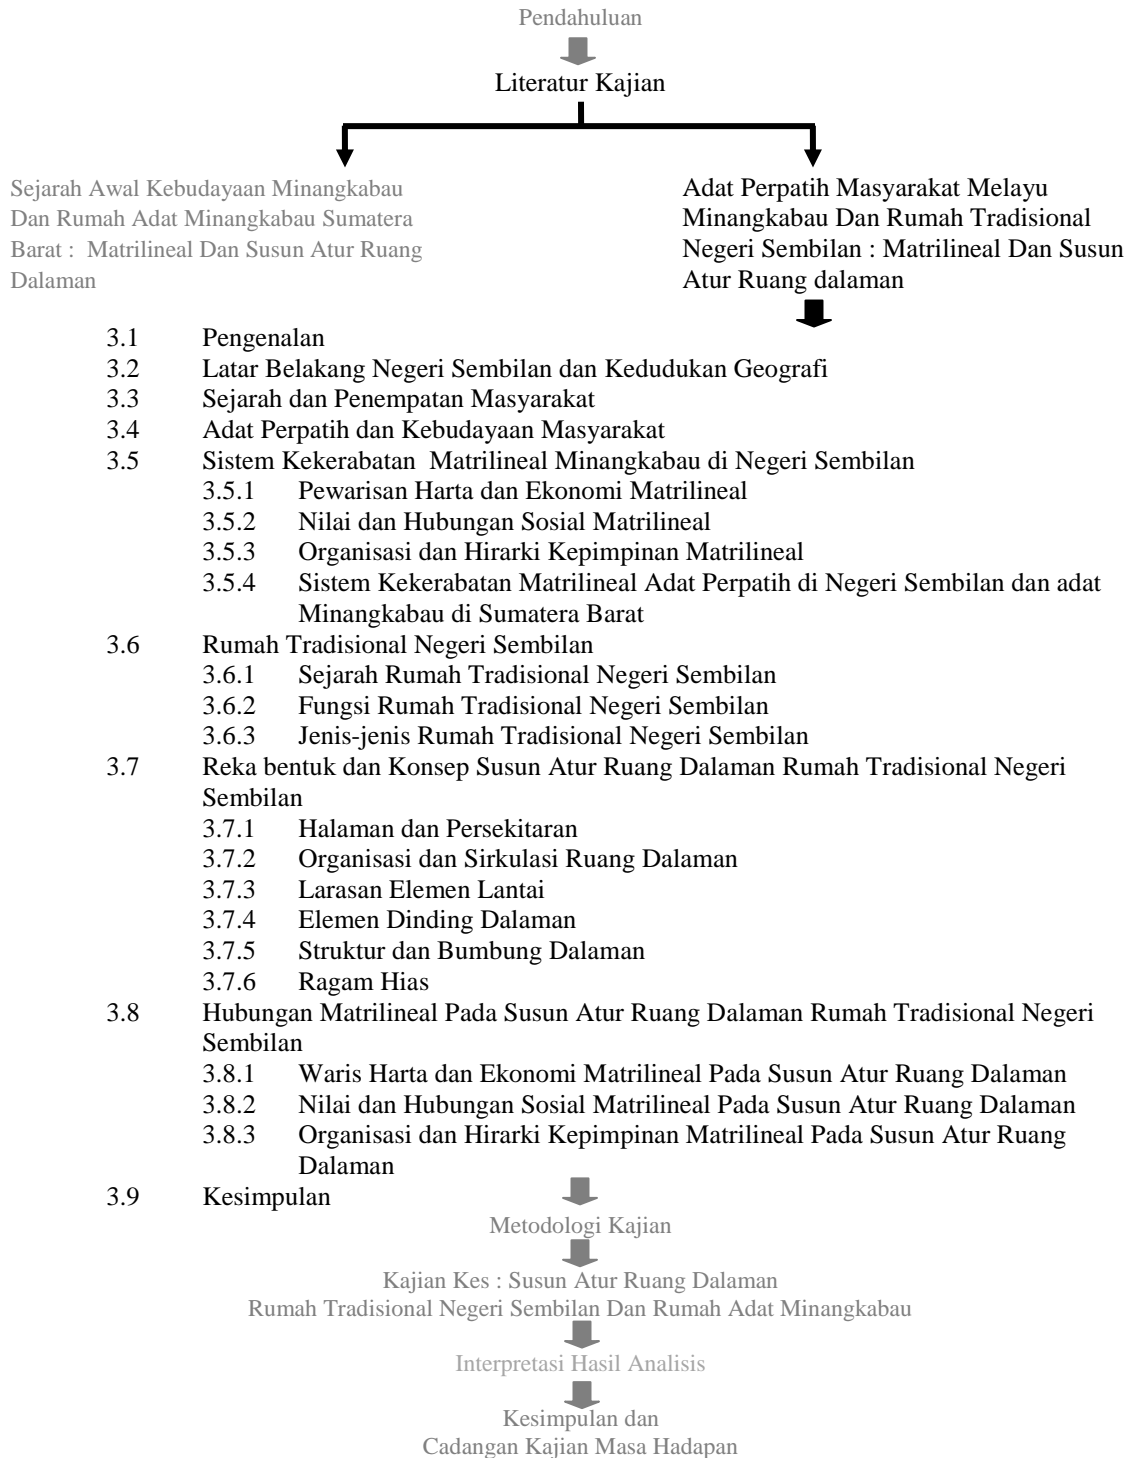 Pendahuluan
Literatur Kajian
Sejarah Awal Kebudayaan Minangkabau
Dan Rumah Adat Minangkabau Sumatera
Barat : Matrilineal Dan Susun Atur Ruang
Dalaman
Adat Perpatih Masyarakat Melayu
Minangkabau Dan Rumah Tradisional
Negeri Sembilan : Matrilineal Dan Susun
Atur Ruang dalaman
3.1 Pengenalan
3.2 Latar Belakang Negeri Sembilan dan Kedudukan Geografi
3.3 Sejarah dan Penempatan Masyarakat
3.4 Adat Perpatih dan Kebudayaan Masyarakat
3.5 Sistem Kekerabatan Matrilineal Minangkabau di Negeri Sembilan
3.5.1 Pewarisan Harta dan Ekonomi Matrilineal
3.5.2 Nilai dan Hubungan Sosial Matrilineal
3.5.3 Organisasi dan Hirarki Kepimpinan Matrilineal
3.5.4 Sistem Kekerabatan Matrilineal Adat Perpatih di Negeri Sembilan dan adat
Minangkabau di Sumatera Barat
3.6 Rumah Tradisional Negeri Sembilan
3.6.1 Sejarah Rumah Tradisional Negeri Sembilan
3.6.2 Fungsi Rumah Tradisional Negeri Sembilan
3.6.3 Jenis-jenis Rumah Tradisional Negeri Sembilan
3.7 Reka bentuk dan Konsep Susun Atur Ruang Dalaman Rumah Tradisional Negeri
Sembilan
3.7.1 Halaman dan Persekitaran
3.7.2 Organisasi dan Sirkulasi Ruang Dalaman
3.7.3 Larasan Elemen Lantai
3.7.4 Elemen Dinding Dalaman
3.7.5 Struktur dan Bumbung Dalaman
3.7.6 Ragam Hias
3.8 Hubungan Matrilineal Pada Susun Atur Ruang Dalaman Rumah Tradisional Negeri
Sembilan
3.8.1 Waris Harta dan Ekonomi Matrilineal Pada Susun Atur Ruang Dalaman
3.8.2 Nilai dan Hubungan Sosial Matrilineal Pada Susun Atur Ruang Dalaman
3.8.3 Organisasi dan Hirarki Kepimpinan Matrilineal Pada Susun Atur Ruang
Dalaman
3.9 Kesimpulan
Metodologi Kajian
Kajian Kes : Susun Atur Ruang Dalaman
Rumah Tradisional Negeri Sembilan Dan Rumah Adat Minangkabau
Interpretasi Hasil Analisis
Kesimpulan dan
Cadangan Kajian Masa Hadapan